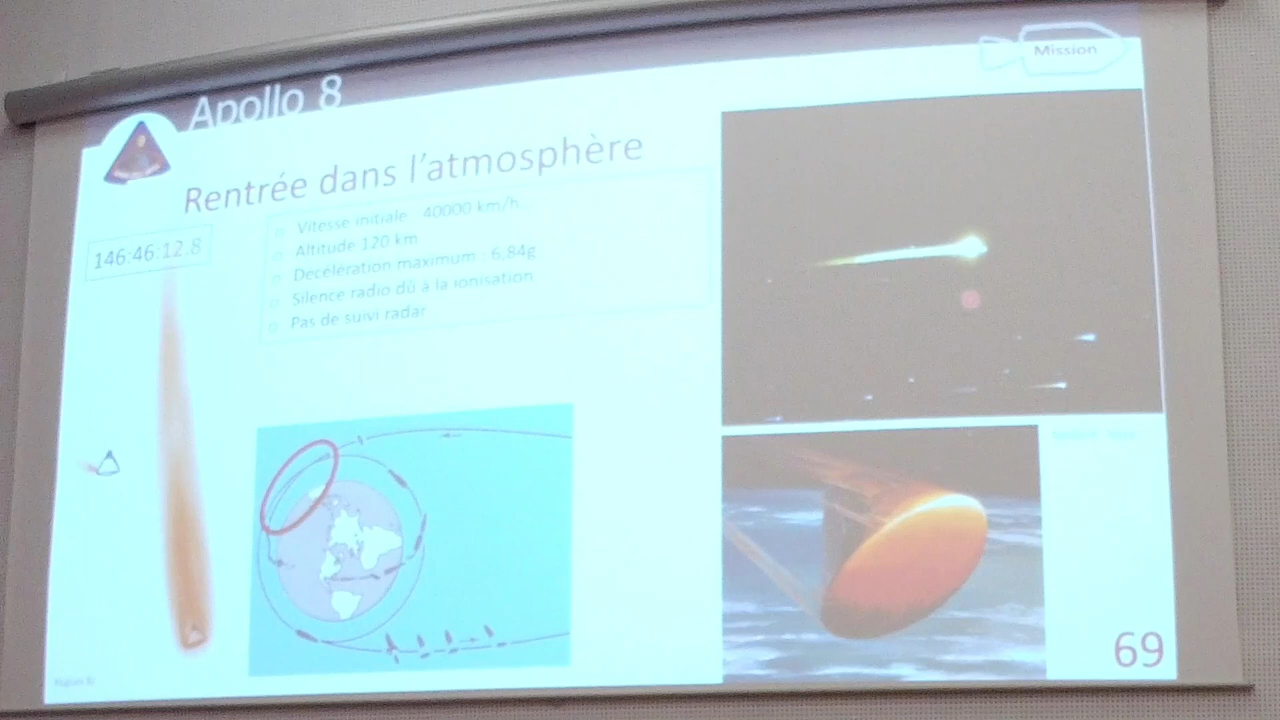 Mission
Apollo 8
Rentrée dans l'atmosphère
146:46:12.8
Vitesse initiale : 40000 km/h
Altitude 120 km
Décélération maximum : 6,84g
Silence radio dû à la ionisation
Pas de suivi radar
69